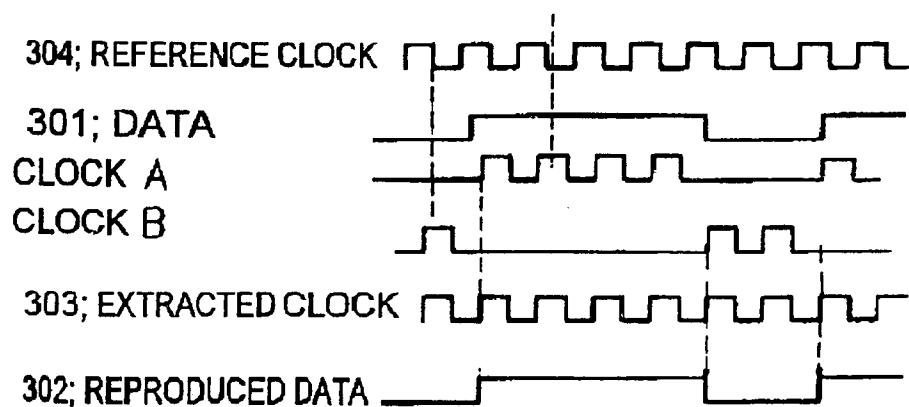 304; REFERENCE CLOCK
301; DATA
CLOCK A
CLOCK B
303; EXTRACTED CLOCK
302; REPRODUCED DATA